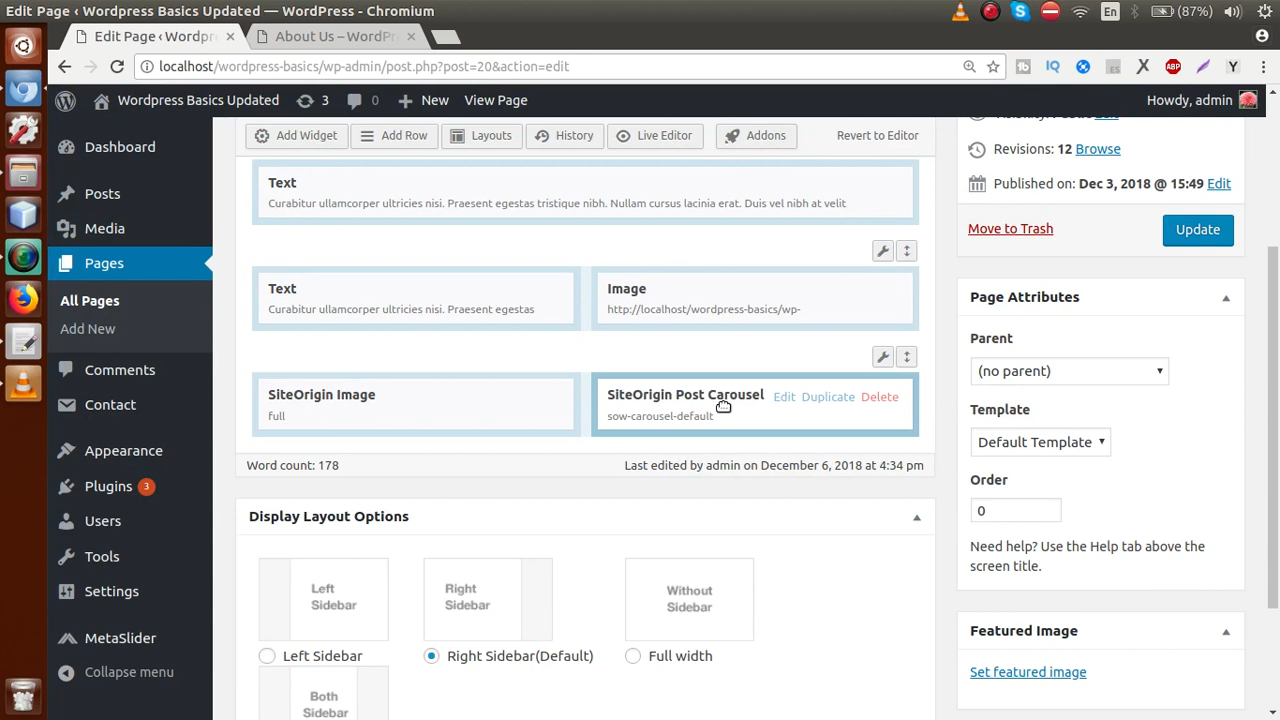 Edit Page ‹ WordPress Basics Updated — WordPress - Chromium
En
(87%)
Edit Page ‹ Wordpr
About Us – WordPr
localhost/wordpress-basics/wp-admin/post.php?post=20&action=edit
fb
IQ
ES
X
ABP
Y
Wordpress Basics Updated
3
0
New
View Page
Howdy, admin
Dashboard
Posts
Media
Pages
All Pages
Add New
Comments
Contact
Appearance
Plugins 3
Users
Tools
Settings
MetaSlider
Collapse menu
Add Widget
Add Row
Layouts
History
Live Editor
Addons
Revert to Editor
Text
Curabitur ullamcorper ultricies nisi. Praesent egestas tristique nibh. Nullam cursus lacinia erat. Duis vel nibh at velit
Text
Curabitur ullamcorper ultricies nisi. Praesent egestas
Image
http://localhost/wordpress-basics/wp-
SiteOrigin Image
full
SiteOrigin Post Carousel Edit Duplicate Delete
sow-carousel-default
Word count: 178
Last edited by admin on December 6, 2018 at 4:34 pm
Display Layout Options
Left
Sidebar
Right
Sidebar
Without
Sidebar
Left Sidebar
Right Sidebar(Default)
Full width
Both
Sidebar
Revisions: 12 Browse
Published on: Dec 3, 2018 @ 15:49 Edit
Move to Trash
Update
Page Attributes
Parent
(no parent)
Template
Default Template
Order
0
Need help? Use the Help tab above the
screen title.
Featured Image
Set featured image